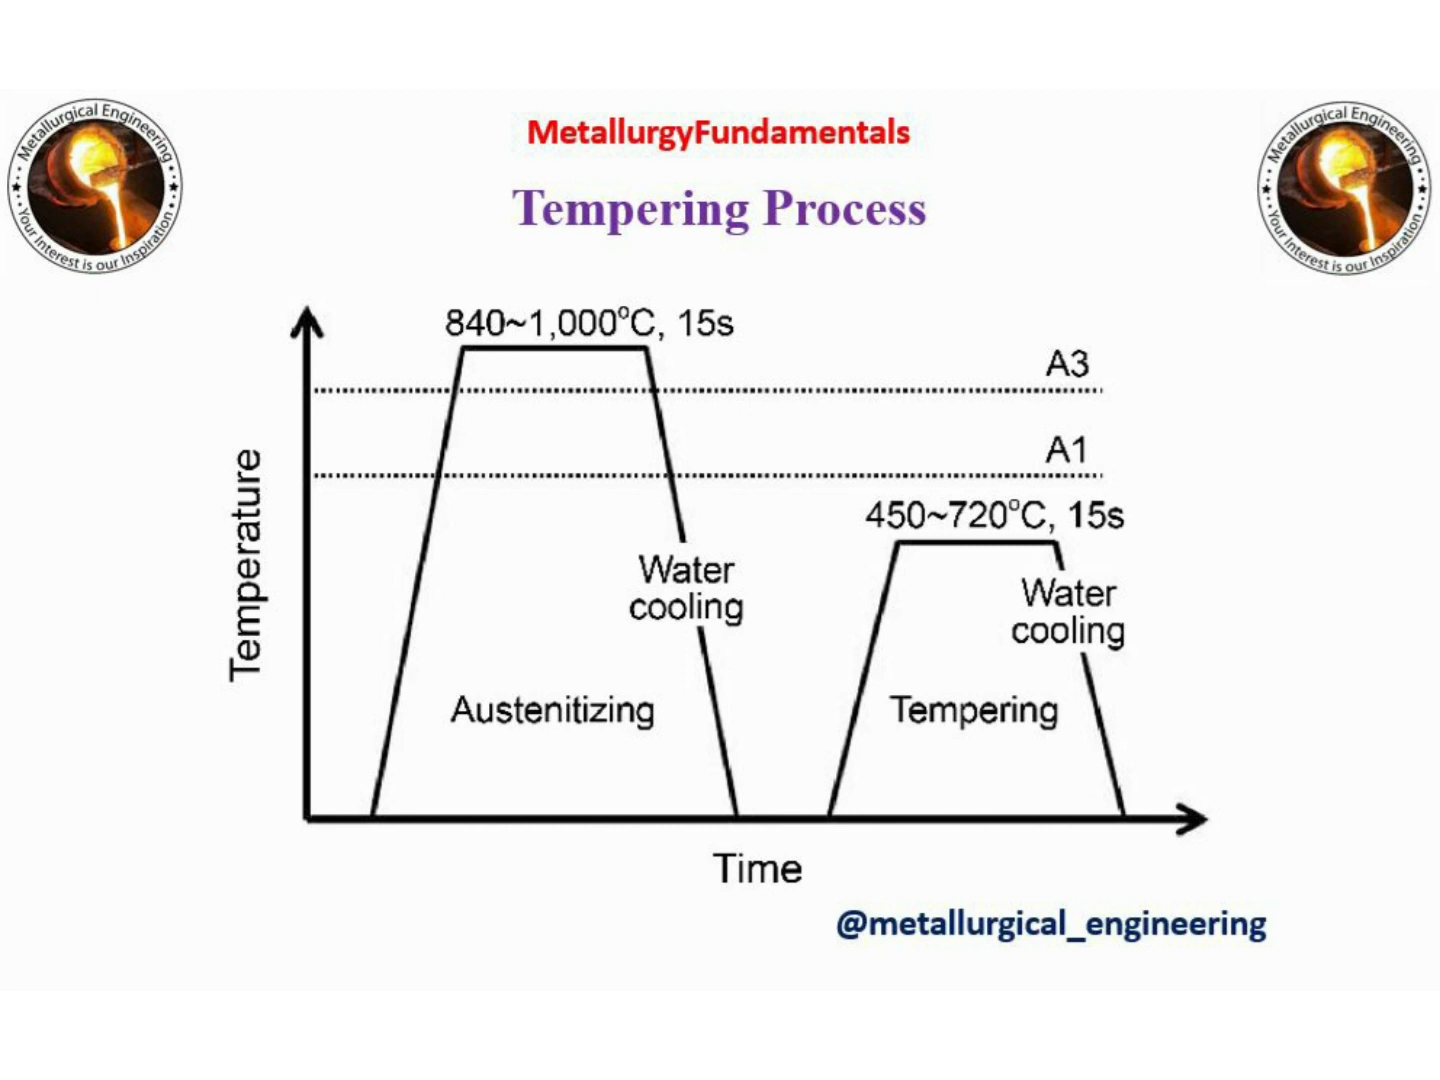 Metallurgical Engineering
Your Interest is our Inspiration
MetallurgyFundamentals
Metallurgical Engineering
Your Interest is our Inspiration
Tempering Process
840~1,000°C, 15s
A3
A1
450~720°C, 15s
Water
cooling
Water
cooling
Temperature
Austenitizing
Tempering
Time
@metallurgical_engineering